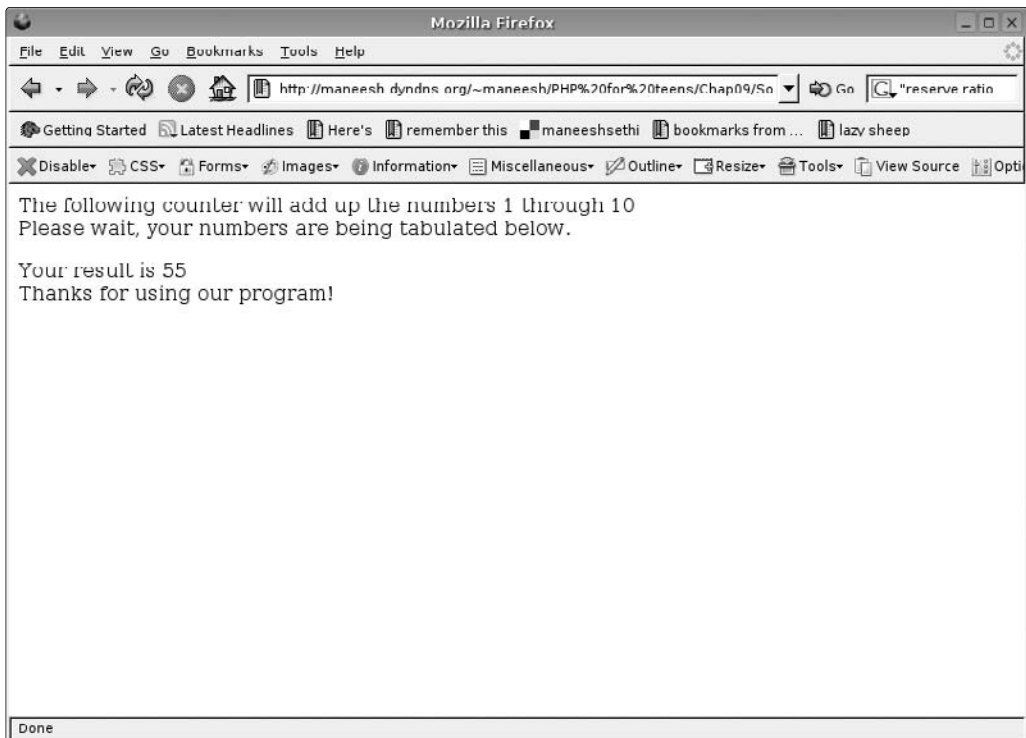 Mozilla Firefox
File Edit View Go Bookmarks Tools Help
http://maneesh.dyndns.org/~maneesh/PHP%20for%20teens/Chap09/So Go G "reserve ratio
Getting Started Latest Headlines Here's remember this maneeshsethi bookmarks from ... lazy sheep
Disable CSS Forms Images Information Miscellaneous Outline Resize Tools View Source Opti
The following counter will add up the numbers 1 through 10
Please wait, your numbers are being tabulated below.
Your result is 55
Thanks for using our program!
Done